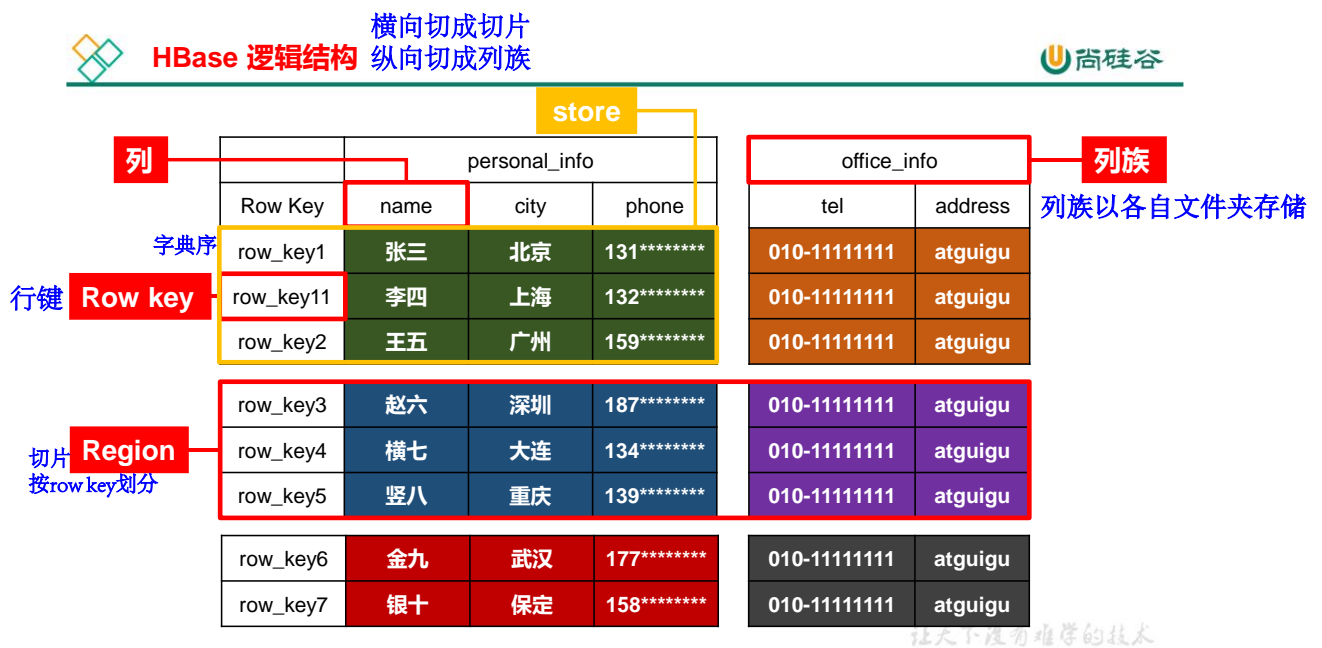 HBase 逻辑结构
横向切成切片
纵向切成列族
尚硅谷
store
列
personal_info
office_info
列族
Row Key name city phone tel address
列族以各自文件夹存储
字典序
row_key1 张三 北京 131******** 010-11111111 atguigu
行键 Row key
row_key11 李四 上海 132******** 010-11111111 atguigu
row_key2 王五 广州 159******** 010-11111111 atguigu
row_key3 赵六 深圳 187******** 010-11111111 atguigu
Region
切片
按row key划分
row_key4 横七 大连 134******** 010-11111111 atguigu
row_key5 竖八 重庆 139******** 010-11111111 atguigu
row_key6 金九 武汉 177******** 010-11111111 atguigu
row_key7 银十 保定 158******** 010-11111111 atguigu
让天下没有难学的技术